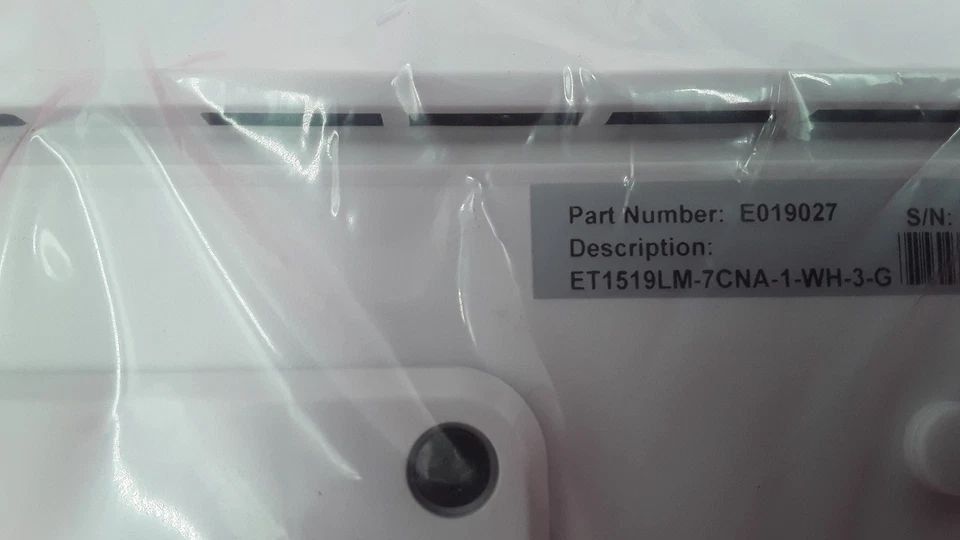 Part Number: E019027
S/N:
Description:
ET1519LM-7CNA-1-WH-3-G